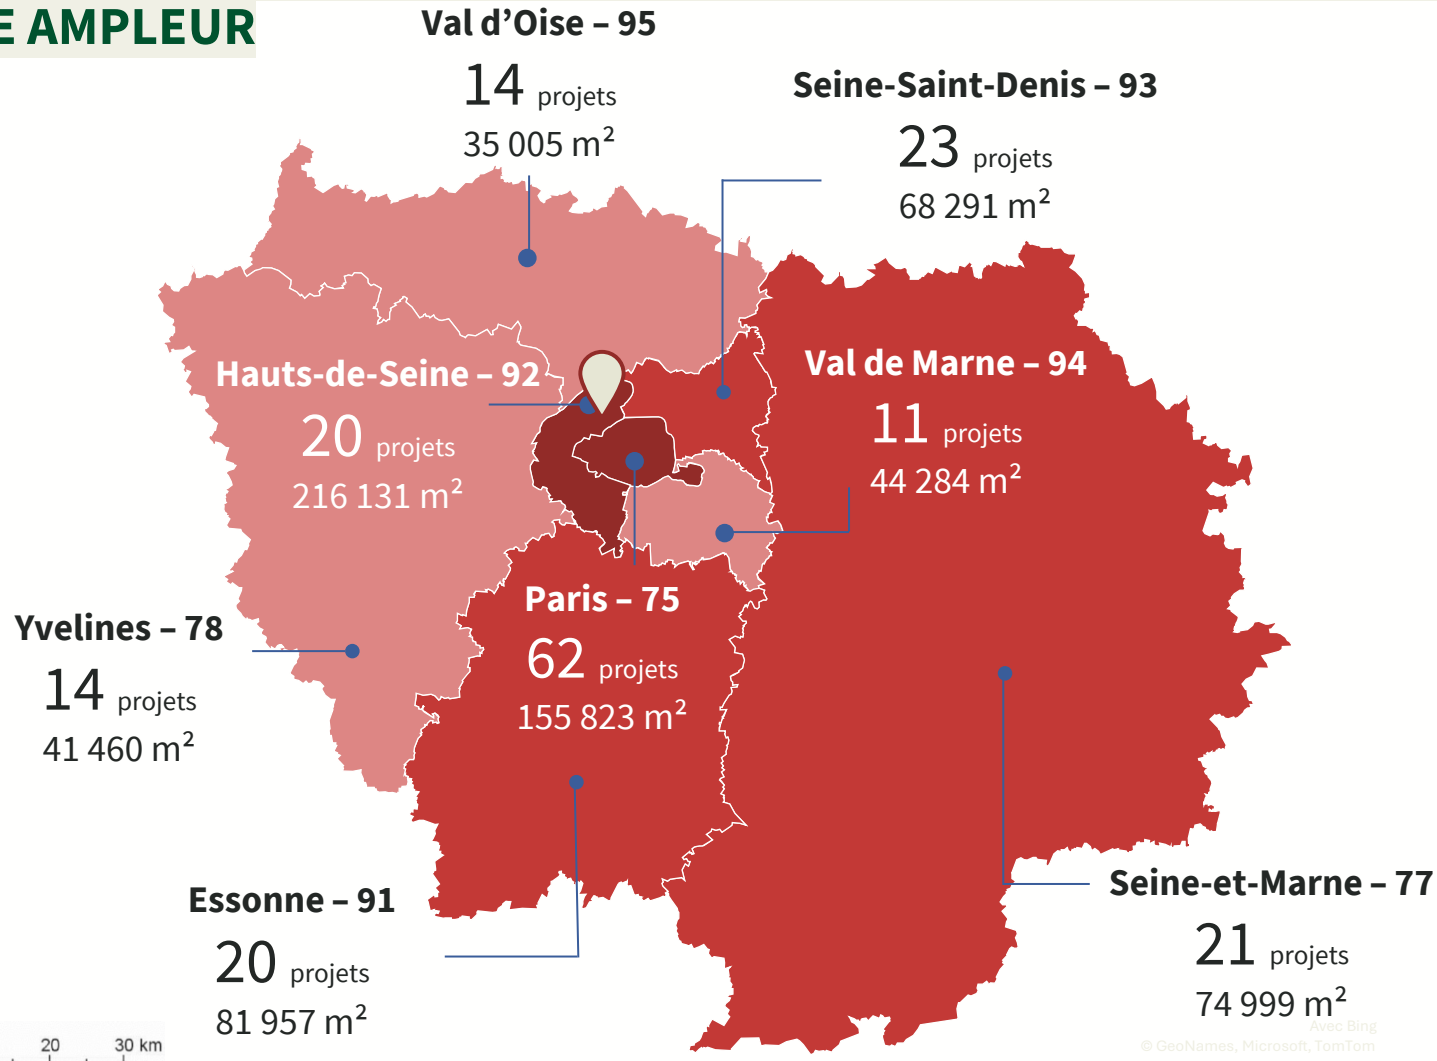 E AMPLEUR
Val d’Oise – 95
14 projets
35 005 m²
Seine-Saint-Denis – 93
23 projets
68 291 m²
Hauts-de-Seine – 92
20 projets
216 131 m²
Val de Marne – 94
11 projets
44 284 m²
Paris – 75
62 projets
155 823 m²
Yvelines – 78
14 projets
41 460 m²
Essonne – 91
20 projets
81 957 m²
Seine-et-Marne – 77
21 projets
74 999 m²
20 30 km
Avec Bing
© GeoNames, Microsoft, TomTom